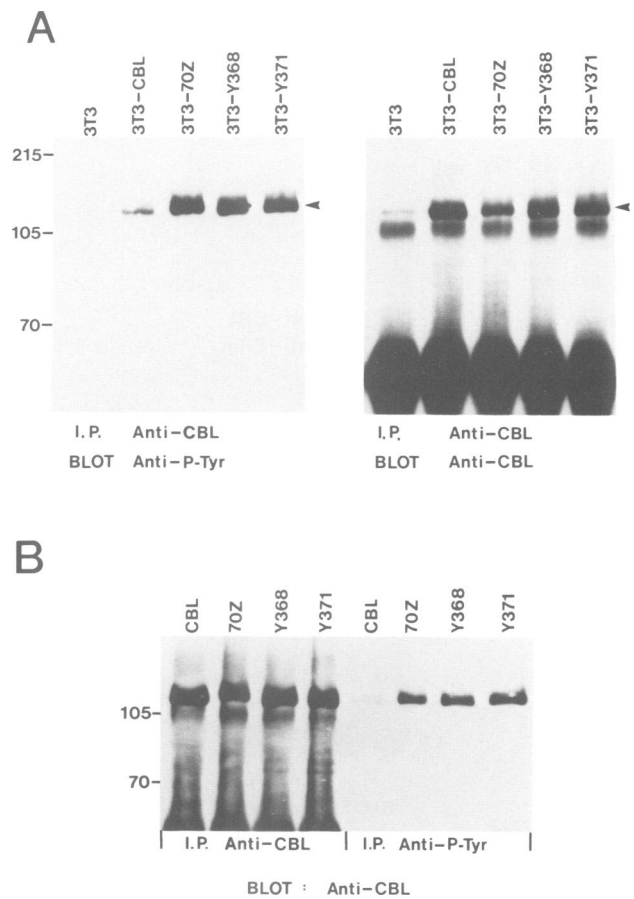 A
3T3
3T3-CBL
3T3-70Z
3T3-Y368
3T3-Y371
3T3
3T3-CBL
3T3-70Z
3T3-Y368
3T3-Y371
215-
105-
70-
I.P. Anti-CBL
BLOT Anti-P-Tyr
I.P. Anti-CBL
BLOT Anti-CBL
B
CBL
70Z
Y368
Y371
CBL
70Z
Y368
Y371
105-
70-
I.P. Anti-CBL
I.P. Anti-P-Tyr
BLOT : Anti-CBL